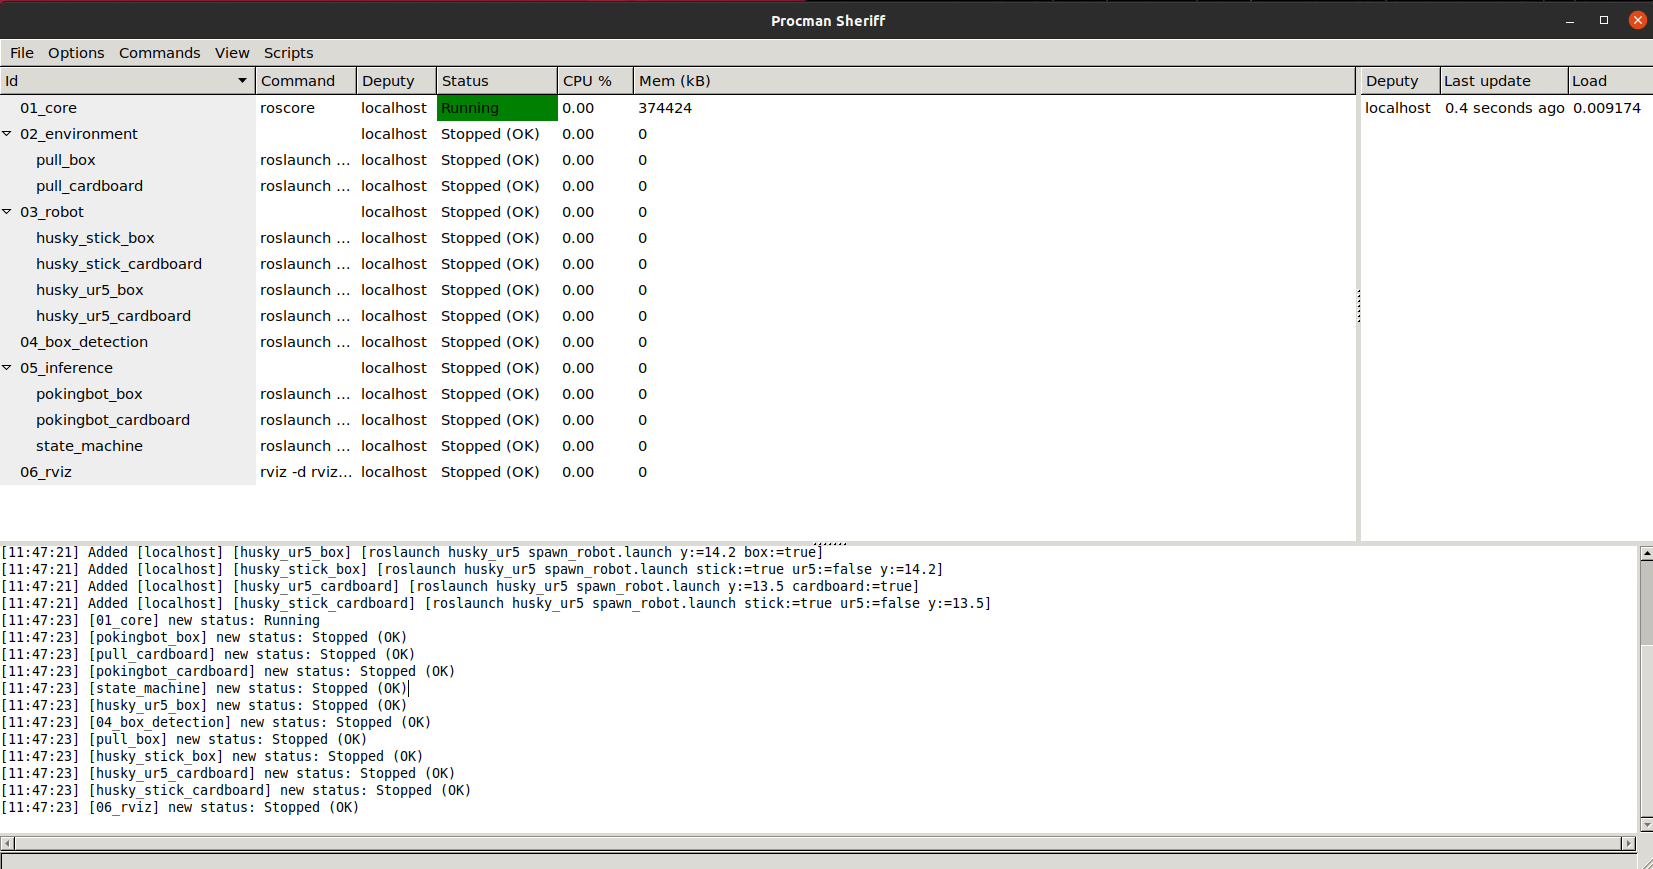 Procman Sheriff
File Options Commands View Scripts
Id Command Deputy Status CPU % Mem (kB) Deputy Last update Load
01_core roscore localhost Running 0.00 374424 localhost 0.4 seconds ago 0.009174
02_environment localhost Stopped (OK) 0.00 0
pull_box roslaunch ... localhost Stopped (OK) 0.00 0
pull_cardboard roslaunch ... localhost Stopped (OK) 0.00 0
03_robot localhost Stopped (OK) 0.00 0
husky_stick_box roslaunch ... localhost Stopped (OK) 0.00 0
husky_stick_cardboard roslaunch ... localhost Stopped (OK) 0.00 0
husky_ur5_box roslaunch ... localhost Stopped (OK) 0.00 0
husky_ur5_cardboard roslaunch ... localhost Stopped (OK) 0.00 0
04_box_detection roslaunch ... localhost Stopped (OK) 0.00 0
05_inference localhost Stopped (OK) 0.00 0
pokingbot_box roslaunch ... localhost Stopped (OK) 0.00 0
pokingbot_cardboard roslaunch ... localhost Stopped (OK) 0.00 0
state_machine roslaunch ... localhost Stopped (OK) 0.00 0
06_rviz rviz -d rviz... localhost Stopped (OK) 0.00 0
[11:47:21] Added [localhost] [husky_ur5_box] [roslaunch husky_ur5 spawn_robot.launch y:=14.2 box:=true]
[11:47:21] Added [localhost] [husky_stick_box] [roslaunch husky_ur5 spawn_robot.launch stick:=true ur5:=false y:=14.2]
[11:47:21] Added [localhost] [husky_ur5_cardboard] [roslaunch husky_ur5 spawn_robot.launch y:=13.5 cardboard:=true]
[11:47:21] Added [localhost] [husky_stick_cardboard] [roslaunch husky_ur5 spawn_robot.launch stick:=true ur5:=false y:=13.5]
[11:47:23] [01_core] new status: Running
[11:47:23] [pokingbot_box] new status: Stopped (OK)
[11:47:23] [pull_cardboard] new status: Stopped (OK)
[11:47:23] [pokingbot_cardboard] new status: Stopped (OK)
[11:47:23] [state_machine] new status: Stopped (OK)
[11:47:23] [husky_ur5_box] new status: Stopped (OK)
[11:47:23] [04_box_detection] new status: Stopped (OK)
[11:47:23] [pull_box] new status: Stopped (OK)
[11:47:23] [husky_stick_box] new status: Stopped (OK)
[11:47:23] [husky_ur5_cardboard] new status: Stopped (OK)
[11:47:23] [husky_stick_cardboard] new status: Stopped (OK)
[11:47:23] [06_rviz] new status: Stopped (OK)